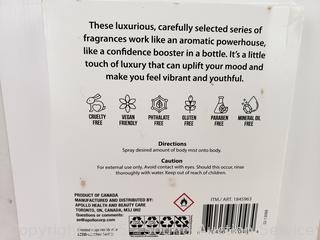 These luxurious, carefully selected series of
fragrances work like an aromatic powerhouse,
like a confidence booster in a bottle. It's a little
touch of luxury that can uplift your mood and
make you feel vibrant and youthful.
CRUELTY FREE
VEGAN FRIENDLY
PHTHALATE FREE
GLUTEN FREE
PARABEN FREE
MINERAL OIL FREE
Directions
Spray desired amount of body mist onto body.
Caution
For external use only, Avoid contact with eyes. Should this occur, rinse
thoroughly with water. Keep out of reach of children.
PRODUCT OF CANADA
MANUFACTURED AND DISTRIBUTED BY:
APOLLO HEALTH AND BEAUTY CARE
TORONTO, ON, CANADA, M3J 0H2
Questions or comments:
ITM./ ART. 1845963